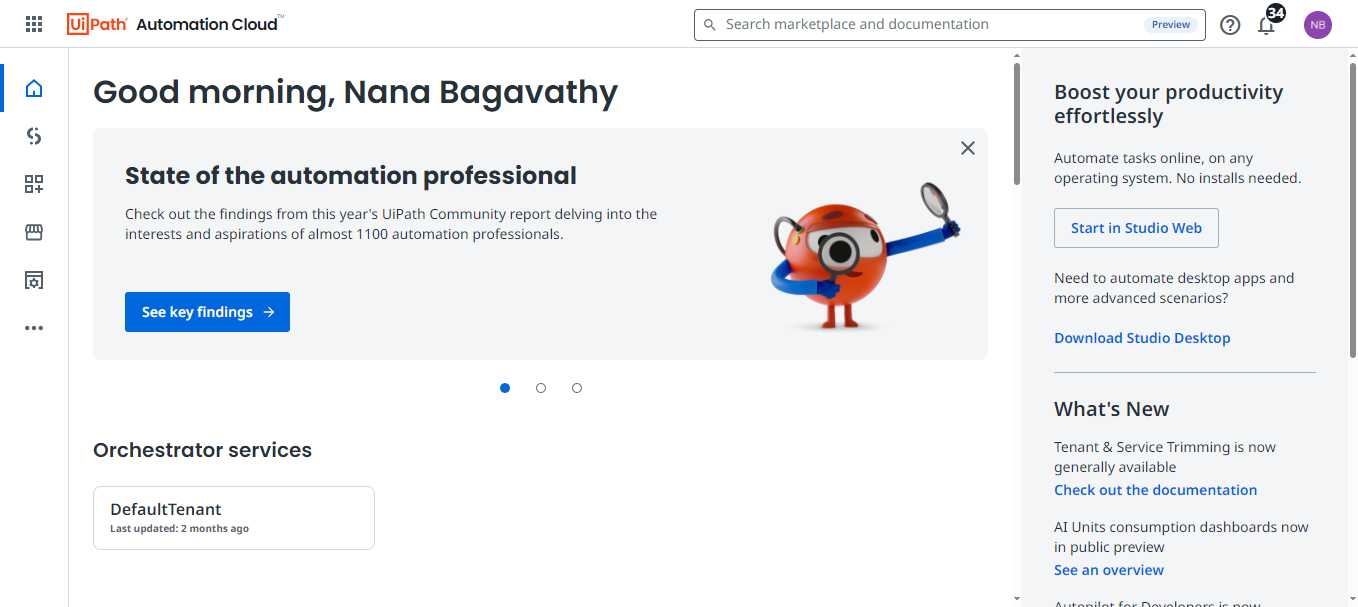 UiPath Automation Cloud™
Search marketplace and documentation
Preview
34
NB
Good morning, Nana Bagavathy
State of the automation professional
Check out the findings from this year's UiPath Community report delving into the
interests and aspirations of almost 1100 automation professionals.
See key findings →
Orchestrator services
DefaultTenant
Last updated: 2 months ago
Boost your productivity
effortlessly
Automate tasks online, on any
operating system. No installs needed.
Start in Studio Web
Need to automate desktop apps and
more advanced scenarios?
Download Studio Desktop
What's New
Tenant & Service Trimming is now
generally available
Check out the documentation
AI Units consumption dashboards now
in public preview
See an overview
Autopilot for Developers is now